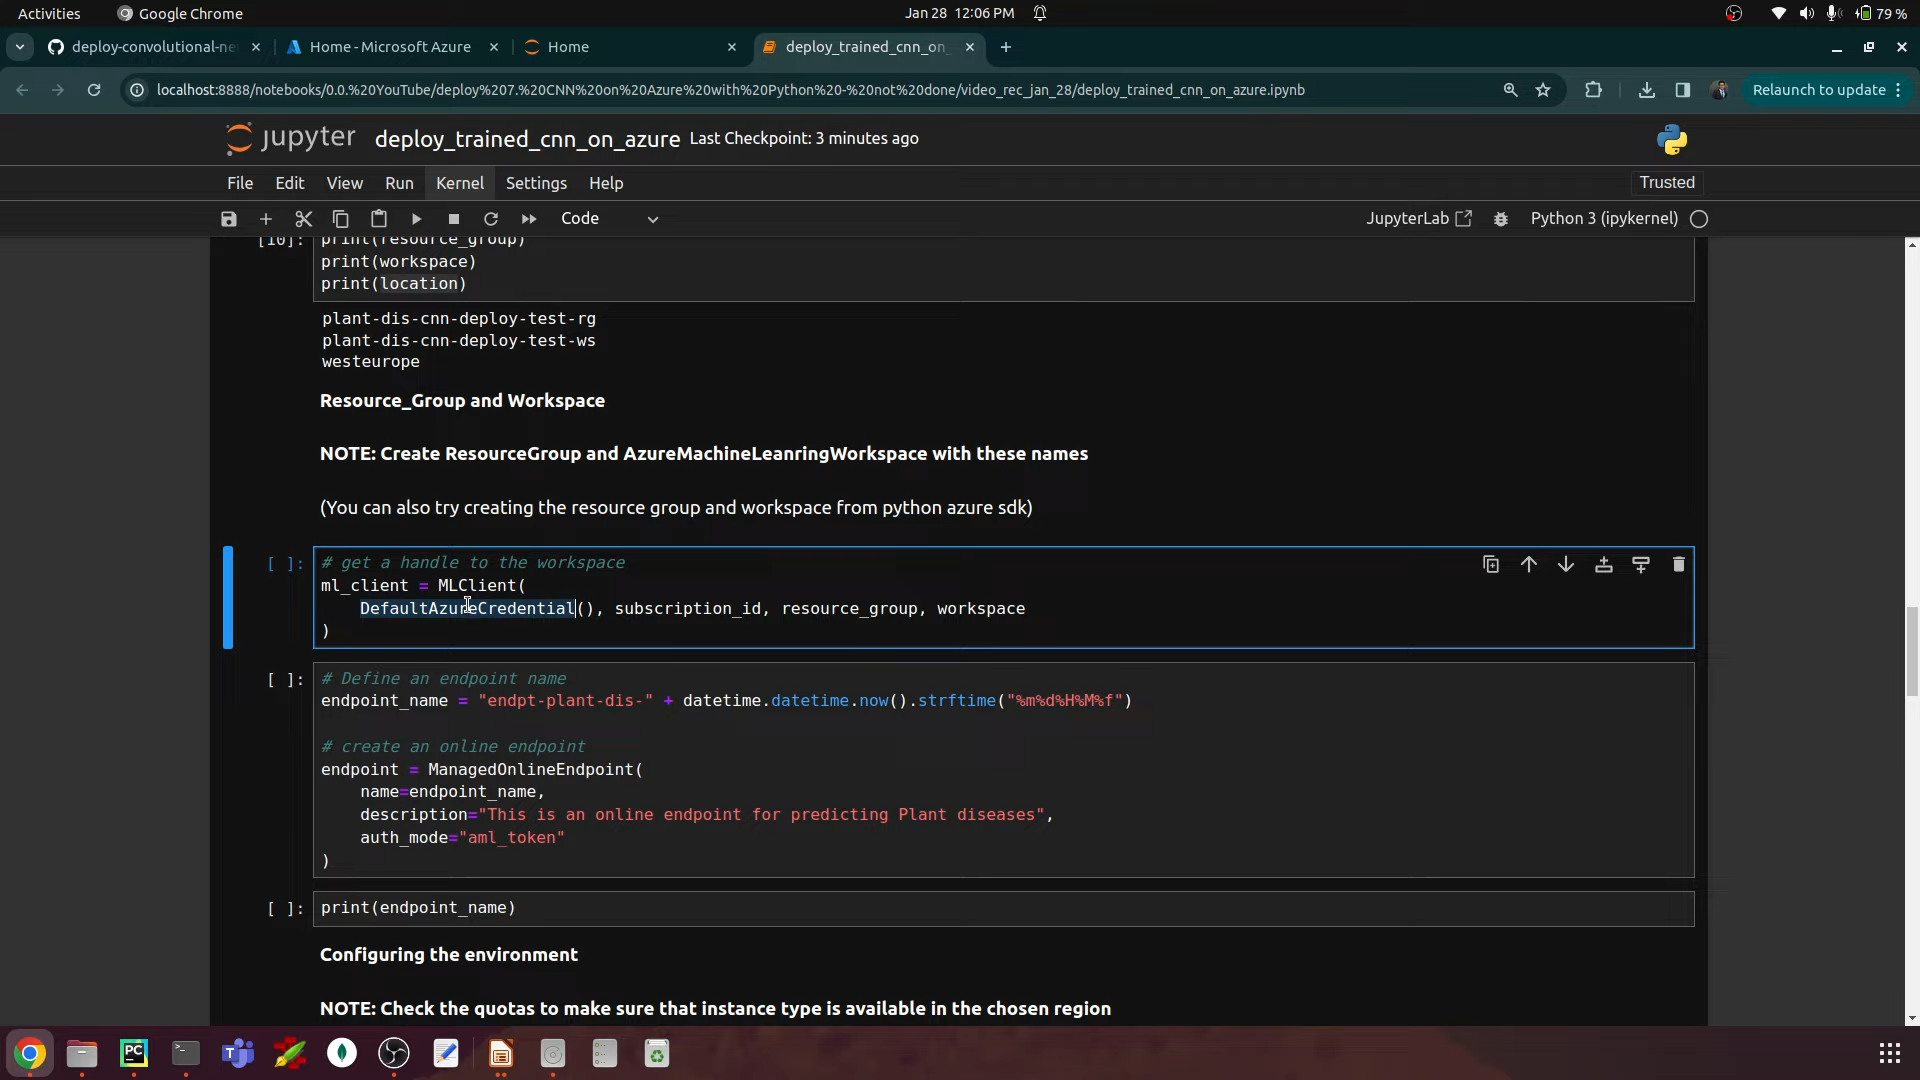 Activities
Google Chrome
Jan 28 12:06 PM
79 %
deploy-convolutional-ne
Home - Microsoft Azure
Home
deploy_trained_cnn_on_
localhost:8888/notebooks/0.0.%20YouTube/deploy%207.%20CNN%20on%20Azure%20with%20Python%20-%20not%20done/video_rec_jan_28/deploy_trained_cnn_on_azure.ipynb
Relaunch to update
jupyter deploy_trained_cnn_on_azure Last Checkpoint: 3 minutes ago
File Edit View Run Kernel Settings Help
Trusted
Code
JupyterLab
Python 3 (ipykernel)
[10]: print(resource_group)
print(workspace)
print(location)
plant-dis-cnn-deploy-test-rg
plant-dis-cnn-deploy-test-ws
westeurope
Resource_Group and Workspace
NOTE: Create ResourceGroup and AzureMachineLeanringWorkspace with these names
(You can also try creating the resource group and workspace from python azure sdk)
[ ]: # get a handle to the workspace
ml_client = MLClient(
DefaultAzureCredential(), subscription_id, resource_group, workspace
)
[ ]: # Define an endpoint name
endpoint_name = "endpt-plant-dis-" + datetime.datetime.now().strftime("%m%d%H%M%f")
# create an online endpoint
endpoint = ManagedOnlineEndpoint(
name=endpoint_name,
description="This is an online endpoint for predicting Plant diseases",
auth_mode="aml_token"
)
[ ]: print(endpoint_name)
Configuring the environment
NOTE: Check the quotas to make sure that instance type is available in the chosen region
PC